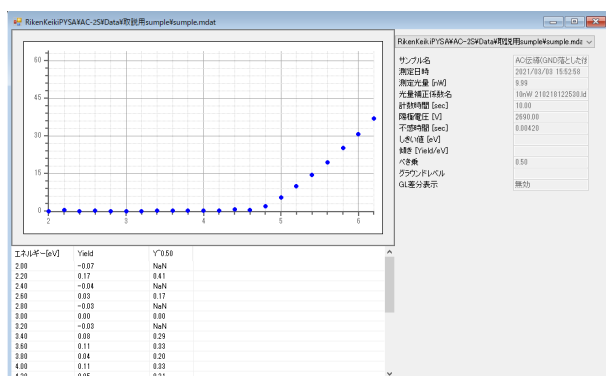 RikenKeikiPYSA¥AC-2S¥Data¥取説用sumple¥sumple.mdat
60
45
30
15
0
2 3 4 5 6
RikenKeikiPYSA¥AC-2S¥Data¥取説用sumple¥sumple.mda
サンプル名 AC伝導(GND落とした
測定日時 2021/03/03 15:52:58
測定光量 [nW] 9.99
光量補正係数名 10nW 210218122530.ld
計数時間 [sec] 10.00
陽極電圧 [V] 2690.00
不感時間 [sec] 0.00420
しきい値 [eV]
傾き [Yield/eV]
べき乗 0.50
グラウンドレベル
GL差分表示 無効
エネルギー[eV] Yield Y^0.50
2.00 -0.07 NaN
2.20 0.17 0.41
2.40 -0.04 NaN
2.60 0.03 0.17
2.80 -0.03 NaN
3.00 0.00 0.00
3.20 -0.03 NaN
3.40 0.08 0.29
3.60 0.11 0.33
3.80 0.04 0.20
4.00 0.11 0.33